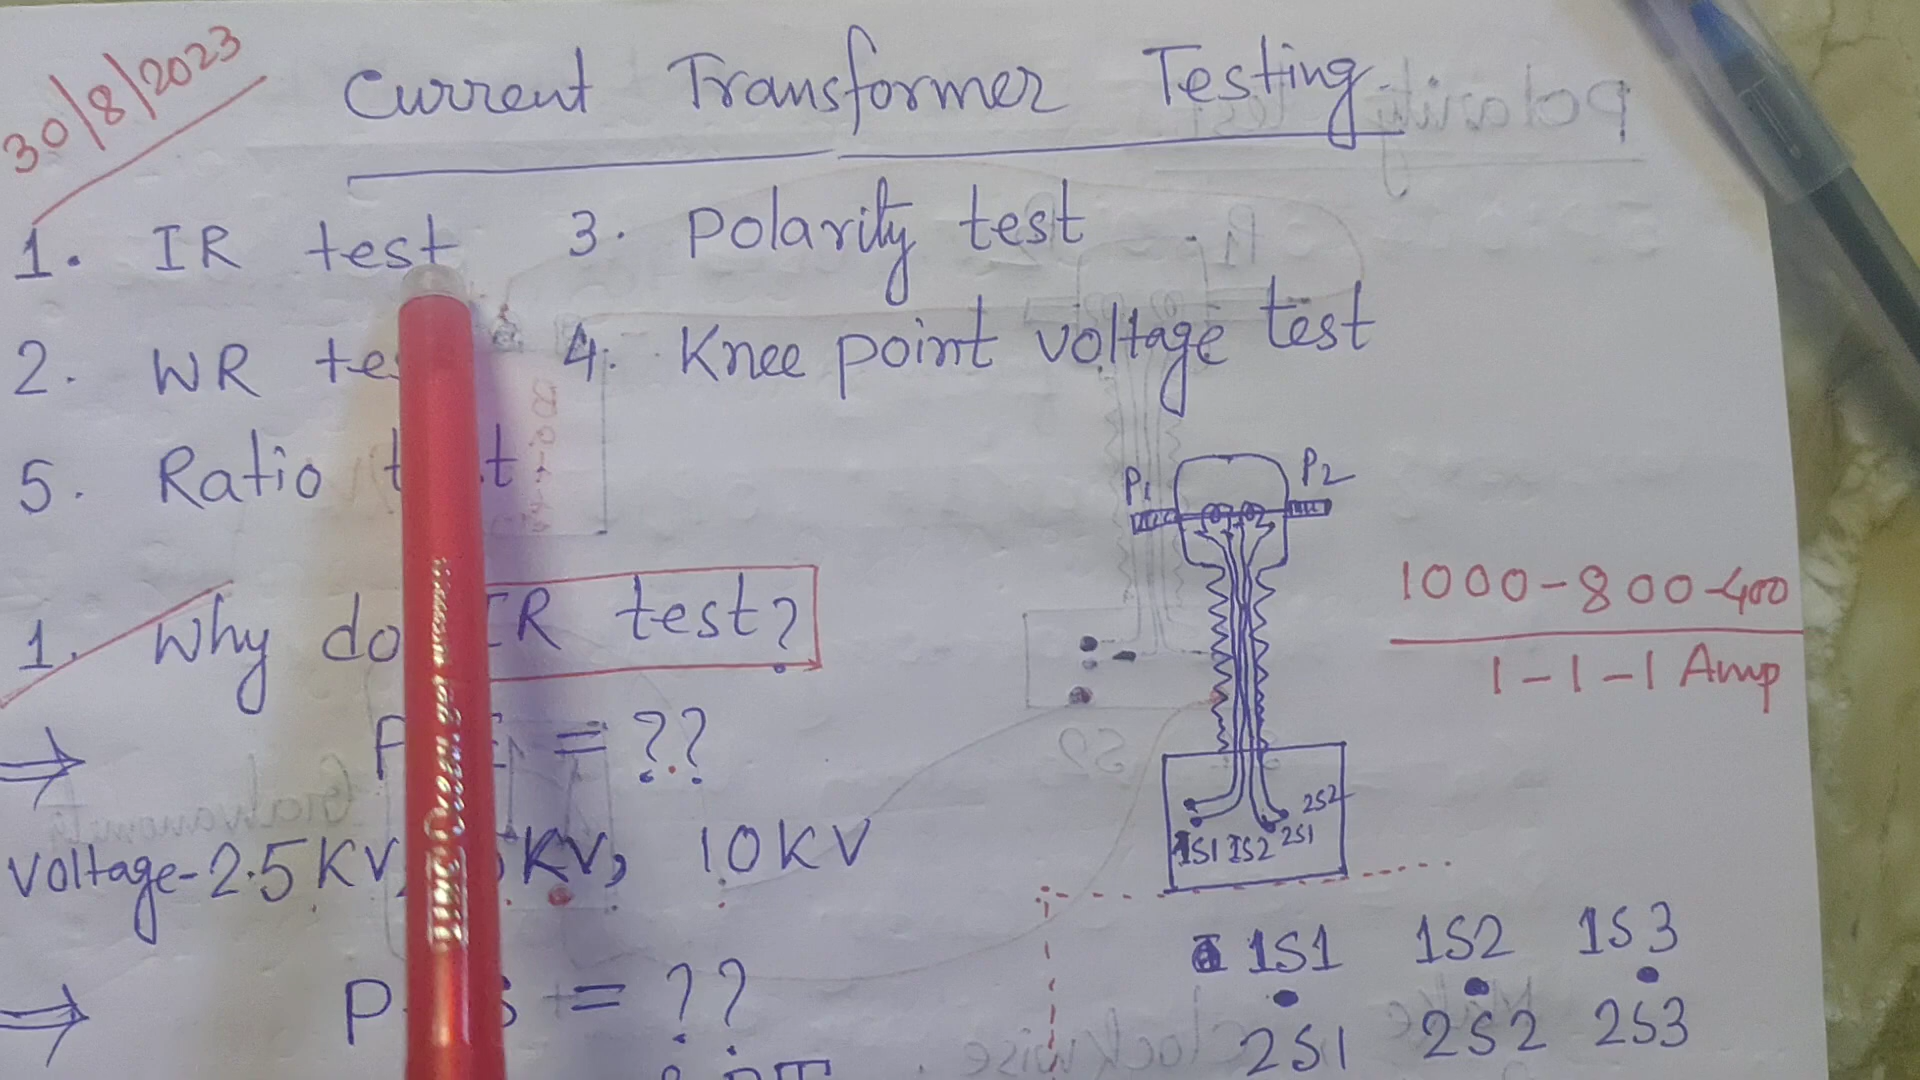 30/8/2023
Current Transformer Testing
1. IR test
3. Polarity test
2. WR te
4. Knee point voltage test
5. Ratio t t
P1
P2
1000-800-400
1-1-1 Amp
1. Why do IR test?
P = ??
Voltage-2.5KV, KV, 10KV
1S1 1S2 2S1 2S2
P S = ??
1S1 1S2 1S3
2S1 2S2 2S3